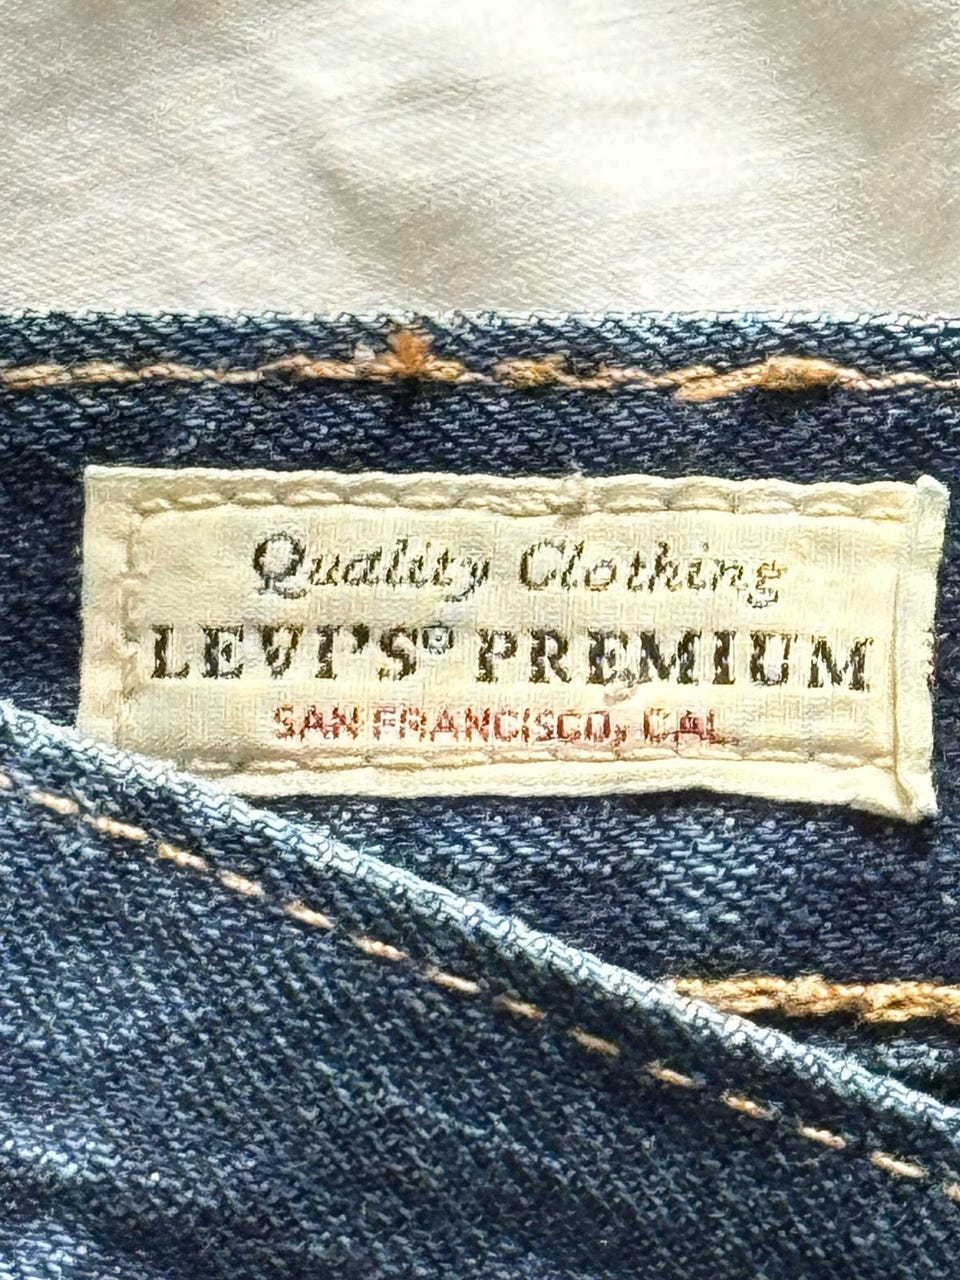 Quality Clothing
LEVI'S® PREMIUM
SAN FRANCISCO, CAL